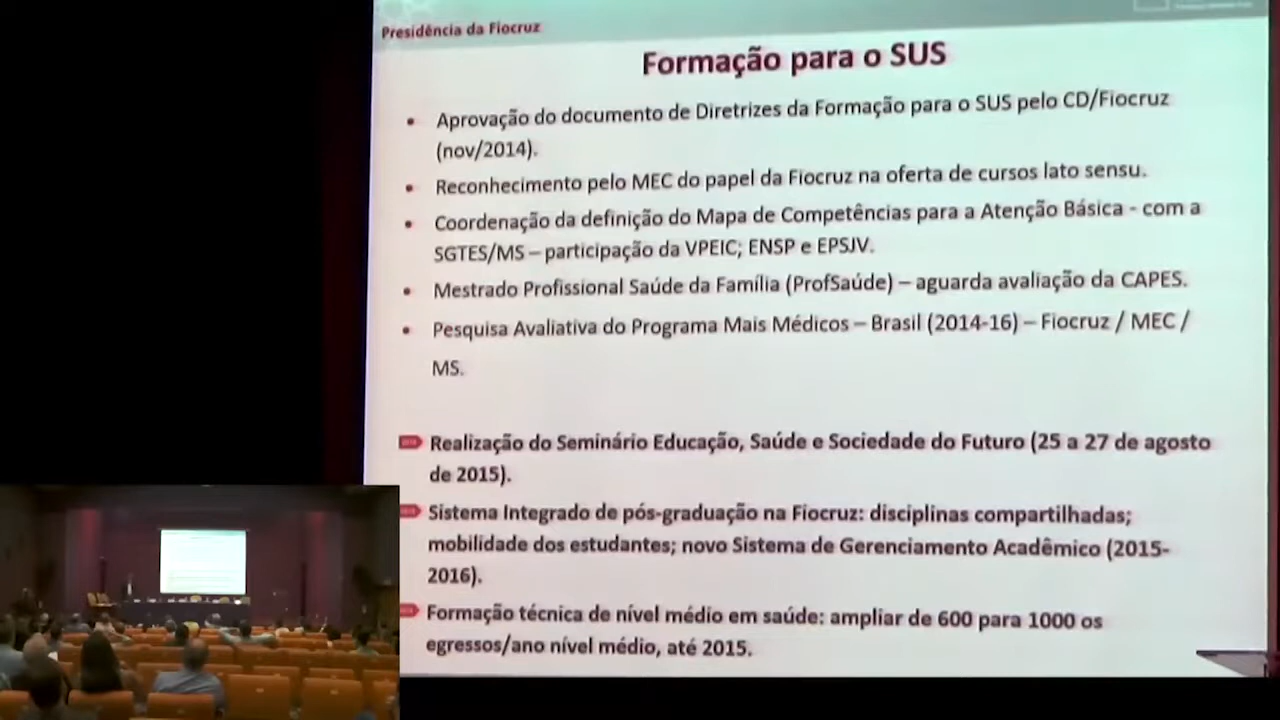 Presidência da Fiocruz
Formação para o SUS
• Aprovação do documento de Diretrizes da Formação para o SUS pelo CD/Fiocruz
(nov/2014).
• Reconhecimento pelo MEC do papel da Fiocruz na oferta de cursos lato sensu.
• Coordenação da definição do Mapa de Competências para a Atenção Básica - com a
SGTES/MS – participação da VPEIC; ENSP e EPSJV.
• Mestrado Profissional Saúde da Família (ProfSaúde) – aguarda avaliação da CAPES.
• Pesquisa Avaliativa do Programa Mais Médicos – Brasil (2014-16) – Fiocruz / MEC /
MS.
Realização do Seminário Educação, Saúde e Sociedade do Futuro (25 a 27 de agosto
de 2015).
Sistema Integrado de pós-graduação na Fiocruz: disciplinas compartilhadas;
mobilidade dos estudantes; novo Sistema de Gerenciamento Acadêmico (2015-
2016).
Formação técnica de nível médio em saúde: ampliar de 600 para 1000 os
egressos/ano nível médio, até 2015.